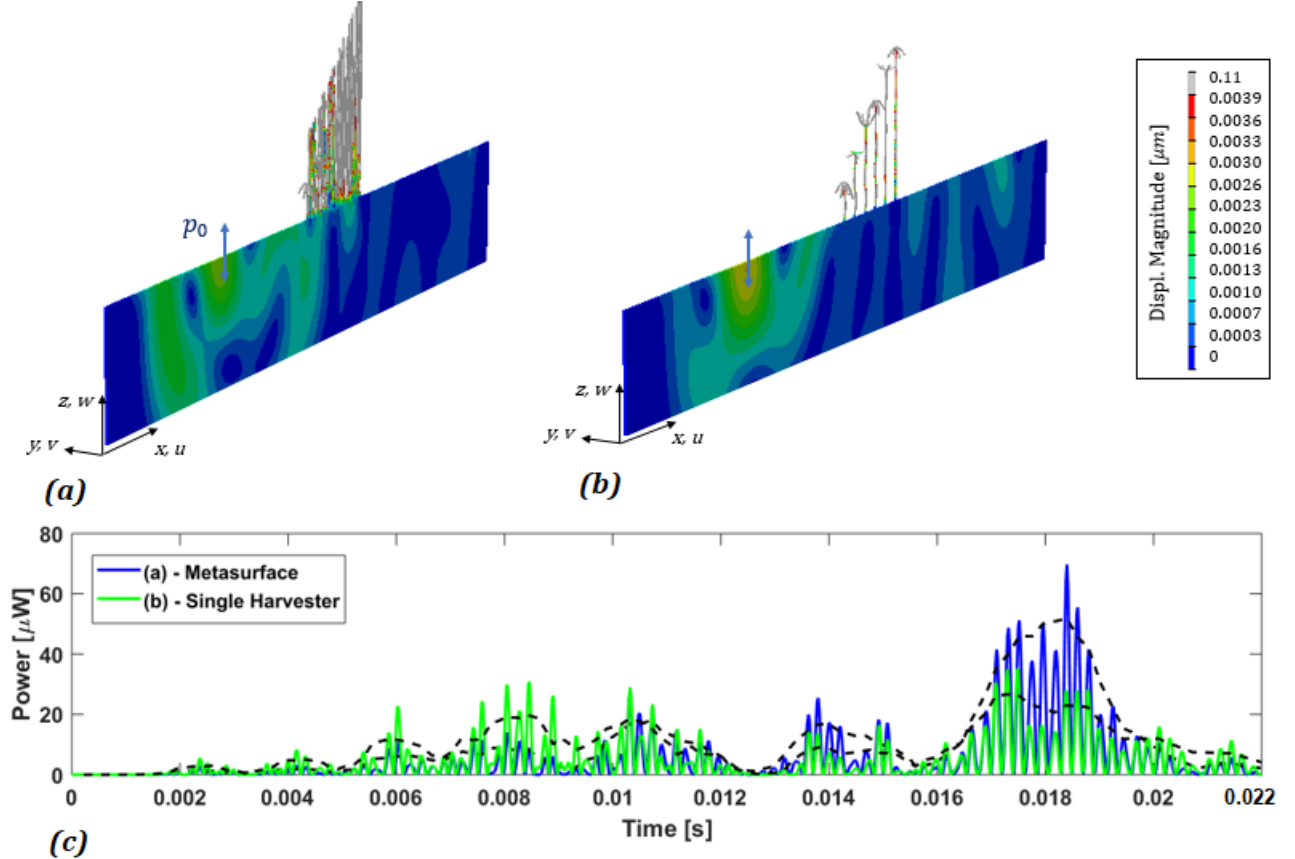 p₀
z, w
y, v
x, u
(a)
z, w
y, v
x, u
(b)
Displ. Magnitude [μm]
0.11
0.0039
0.0036
0.0033
0.0030
0.0026
0.0020
0.0016
0.0013
0.0010
0.0007
0.0003
0
(a) - Metasurface
(b) - Single Harvester
Power [μW]
80
60
40
20
0
0 0.002 0.004 0.006 0.008 0.01 0.012 0.014 0.016 0.018 0.02 0.022
Time [s]
(c)